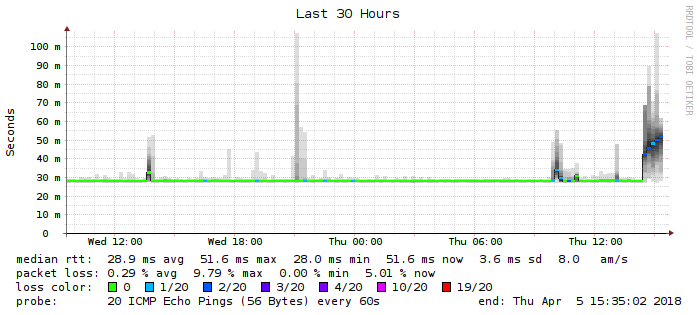 Last 30 Hours
RRDTOOL / TOBI OETIKER
Seconds
100 m
90 m
80 m
70 m
60 m
50 m
40 m
30 m
20 m
10 m
0
Wed 12:00 Wed 18:00 Thu 00:00 Thu 06:00 Thu 12:00
median rtt: 28.9 ms avg 51.6 ms max 28.0 ms min 51.6 ms now 3.6 ms sd 8.0 am/s
packet loss: 0.29 % avg 9.79 % max 0.00 % min 5.01 % now
loss color: 0 1/20 2/20 3/20 4/20 10/20 19/20
probe: 20 ICMP Echo Pings (56 Bytes) every 60s end: Thu Apr 5 15:35:02 2018